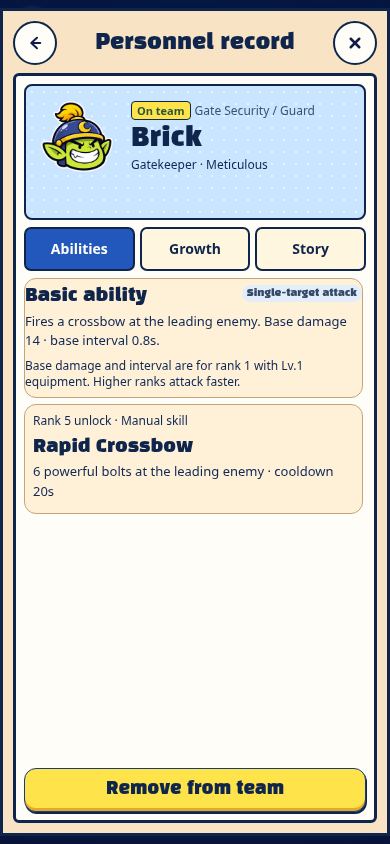 Personnel record
On team Gate Security / Guard
Brick
Gatekeeper · Meticulous
Abilities Growth Story
Basic ability Single-target attack
Fires a crossbow at the leading enemy. Base damage
14 · base interval 0.8s.
Base damage and interval are for rank 1 with Lv.1
equipment. Higher ranks attack faster.
Rank 5 unlock · Manual skill
Rapid Crossbow
6 powerful bolts at the leading enemy · cooldown
20s
Remove from team